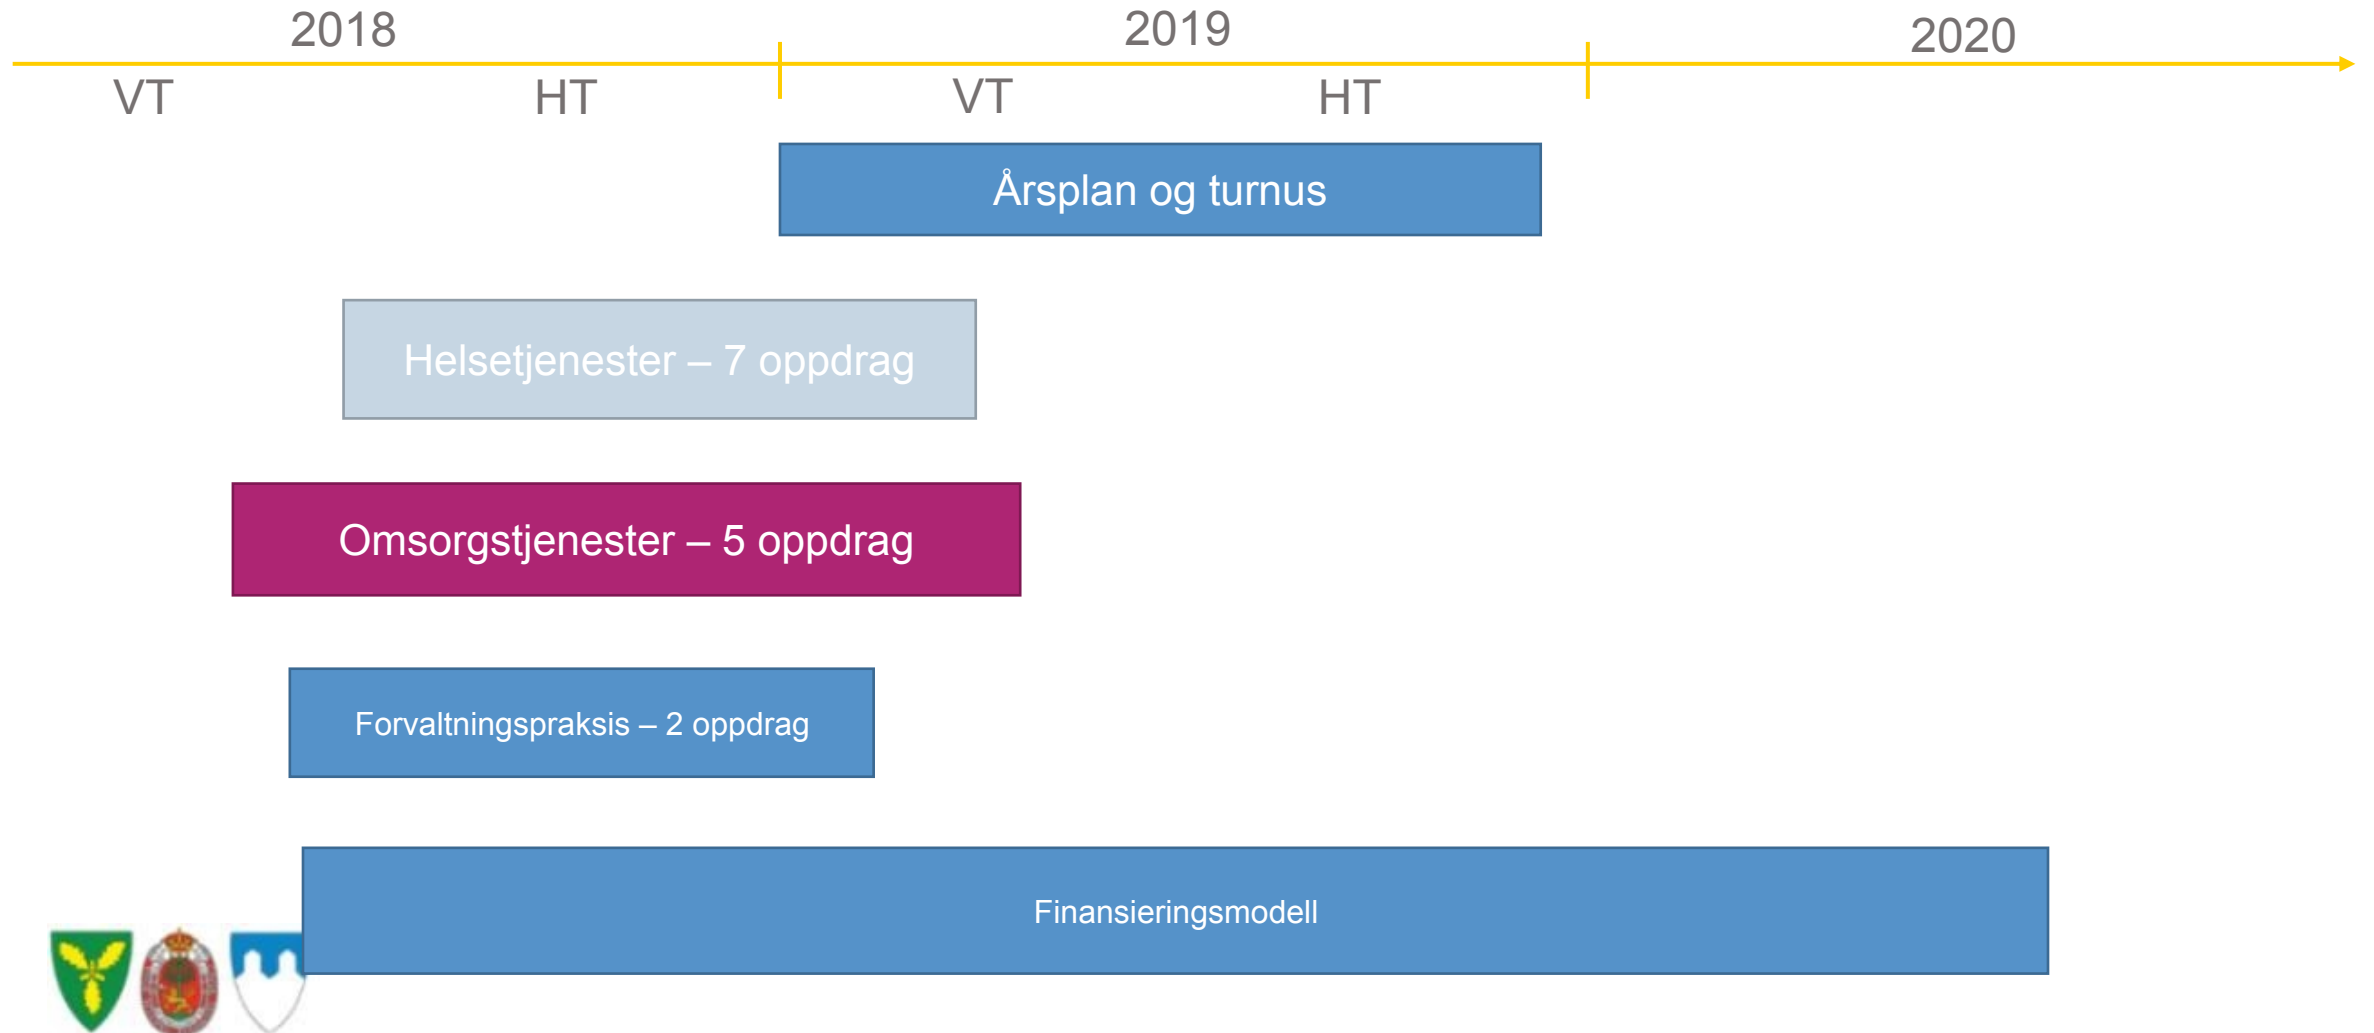 2018 2019 2020
VT HT VT HT
Årsplan og turnus
Helsetjenester – 7 oppdrag
Omsorgstjenester – 5 oppdrag
Forvaltningspraksis – 2 oppdrag
Finansieringsmodell